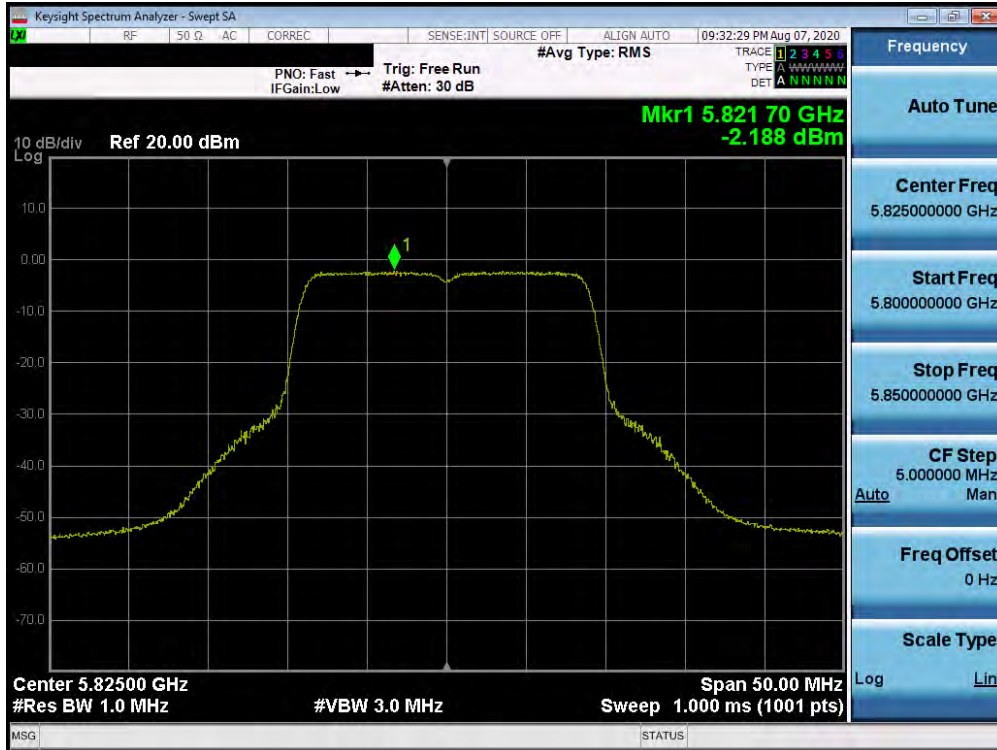 Keysight Spectrum Analyzer - Swept SA
LXI RF 50 Ω AC CORREC SENSE:INT SOURCE OFF ALIGN AUTO 09:32:29 PM Aug 07, 2020
#Avg Type: RMS
TRACE 1 2 3 4 5 6
PNO: Fast Trig: Free Run
TYPE A WWWWW
IFGain:Low #Atten: 30 dB
DET A N N N N N
Mkr1 5.821 70 GHz
-2.188 dBm
10 dB/div Ref 20.00 dBm
Log
10.0
1
0.00
-10.0
-20.0
-30.0
-40.0
-50.0
-60.0
-70.0
Center 5.82500 GHz Span 50.00 MHz
#Res BW 1.0 MHz #VBW 3.0 MHz Sweep 1.000 ms (1001 pts)
MSG STATUS
Frequency
Auto Tune
Center Freq
5.825000000 GHz
Start Freq
5.800000000 GHz
Stop Freq
5.850000000 GHz
CF Step
5.000000 MHz
Auto Man
Freq Offset
0 Hz
Scale Type
Log Lin